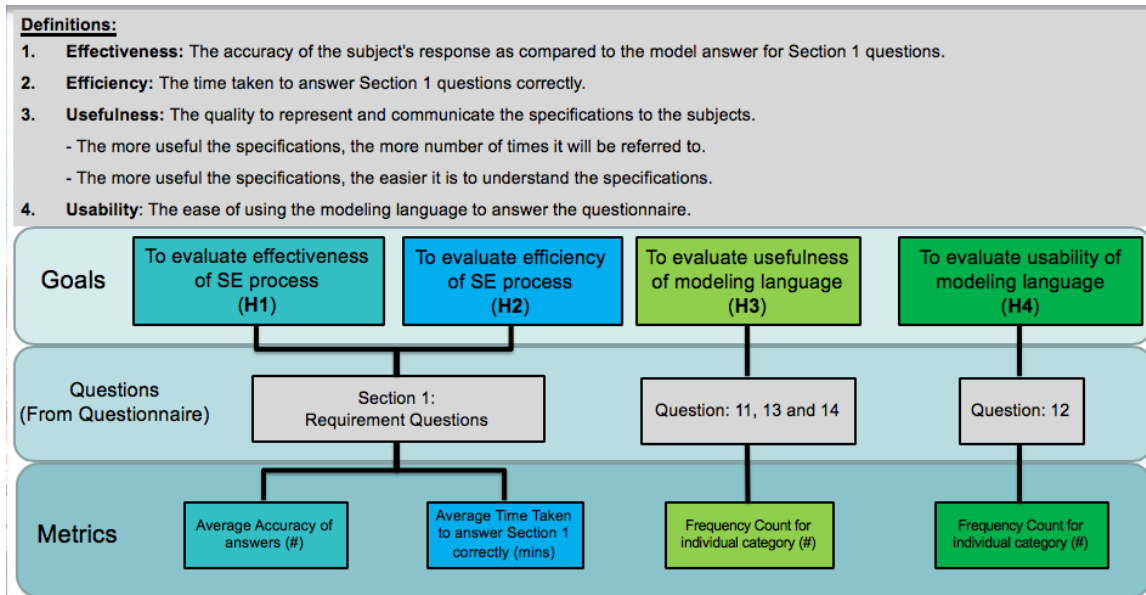 Definitions:
1. Effectiveness: The accuracy of the subject's response as compared to the model answer for Section 1 questions.
2. Efficiency: The time taken to answer Section 1 questions correctly.
3. Usefulness: The quality to represent and communicate the specifications to the subjects.
- The more useful the specifications, the more number of times it will be referred to.
- The more useful the specifications, the easier it is to understand the specifications.
4. Usability: The ease of using the modeling language to answer the questionnaire.
Goals
To evaluate effectiveness
of SE process
(H1)
To evaluate efficiency
of SE process
(H2)
To evaluate usefulness
of modeling language
(H3)
To evaluate usability of
modeling language
(H4)
Questions
(From Questionnaire)
Section 1:
Requirement Questions
Question: 11, 13 and 14
Question: 12
Metrics
Average Accuracy of
answers (#)
Average Time Taken
to answer Section 1
correctly (mins)
Frequency Count for
individual category (#)
Frequency Count for
individual category (#)